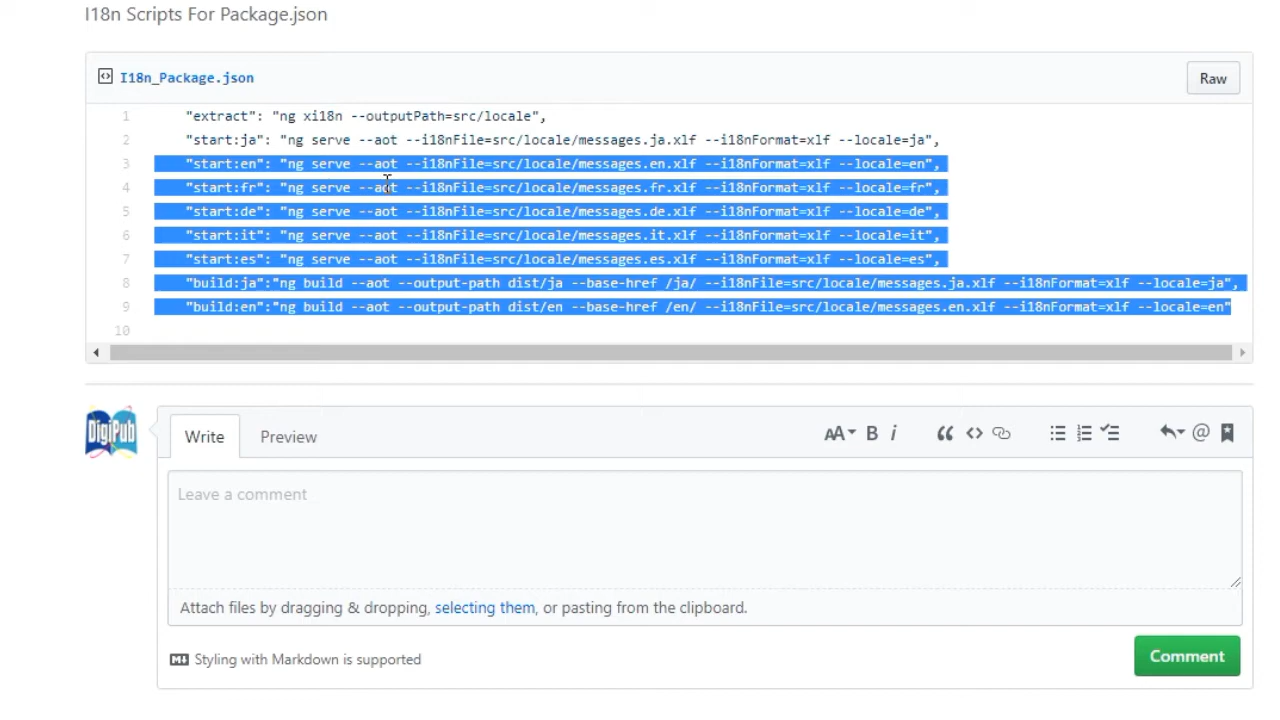 I18n Scripts For Package.json
I18n_Package.json
Raw
1 "extract": "ng xi18n --outputPath=src/locale",
2 "start:ja": "ng serve --aot --i18nFile=src/locale/messages.ja.xlf --i18nFormat=xlf --locale=ja",
3 "start:en": "ng serve --aot --i18nFile=src/locale/messages.en.xlf --i18nFormat=xlf --locale=en",
4 "start:fr": "ng serve --aot --i18nFile=src/locale/messages.fr.xlf --i18nFormat=xlf --locale=fr",
5 "start:de": "ng serve --aot --i18nFile=src/locale/messages.de.xlf --i18nFormat=xlf --locale=de",
6 "start:it": "ng serve --aot --i18nFile=src/locale/messages.it.xlf --i18nFormat=xlf --locale=it",
7 "start:es": "ng serve --aot --i18nFile=src/locale/messages.es.xlf --i18nFormat=xlf --locale=es",
8 "build:ja":"ng build --aot --output-path dist/ja --base-href /ja/ --i18nFile=src/locale/messages.ja.xlf --i18nFormat=xlf --locale=ja",
9 "build:en":"ng build --aot --output-path dist/en --base-href /en/ --i18nFile=src/locale/messages.en.xlf --i18nFormat=xlf --locale=en"
10
DigiPub
Write Preview
AA B i
Leave a comment
Attach files by dragging & dropping, selecting them, or pasting from the clipboard.
Styling with Markdown is supported
Comment